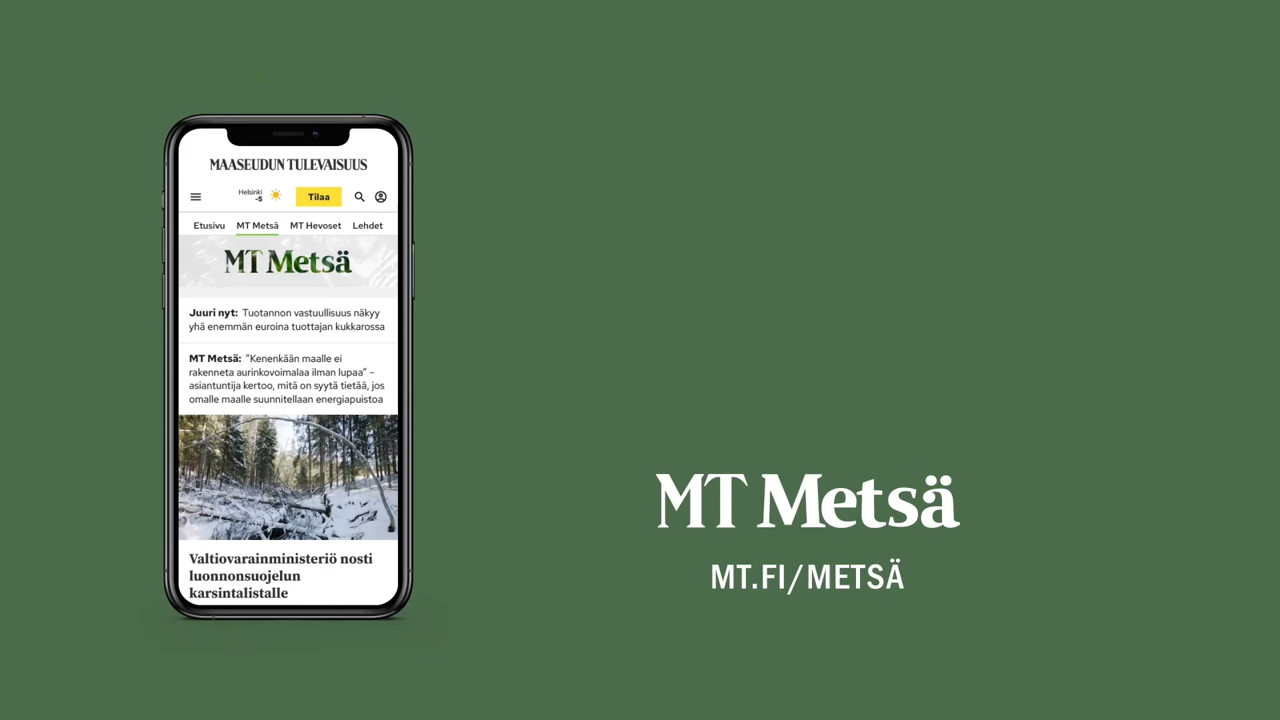 MAASEUDUN TULEVAISUUS
Helsinki
-5
Tilaa
Etusivu MT Metsä MT Hevoset Lehdet
MT Metsä
Juuri nyt: Tuotannon vastuullisuus näkyy
yhä enemmän euroina tuottajan kukkarossa
MT Metsä: ”Kenenkään maalle ei
rakenneta aurinkovoimalaa ilman lupaa” –
asiantuntija kertoo, mitä on syytä tietää, jos
omalle maalle suunnitellaan energiapuistoa
Valtiovarainministeriö nosti
luonnonsuojelun
karsintalistalle
MT Metsä
MT.FI/METSÄ